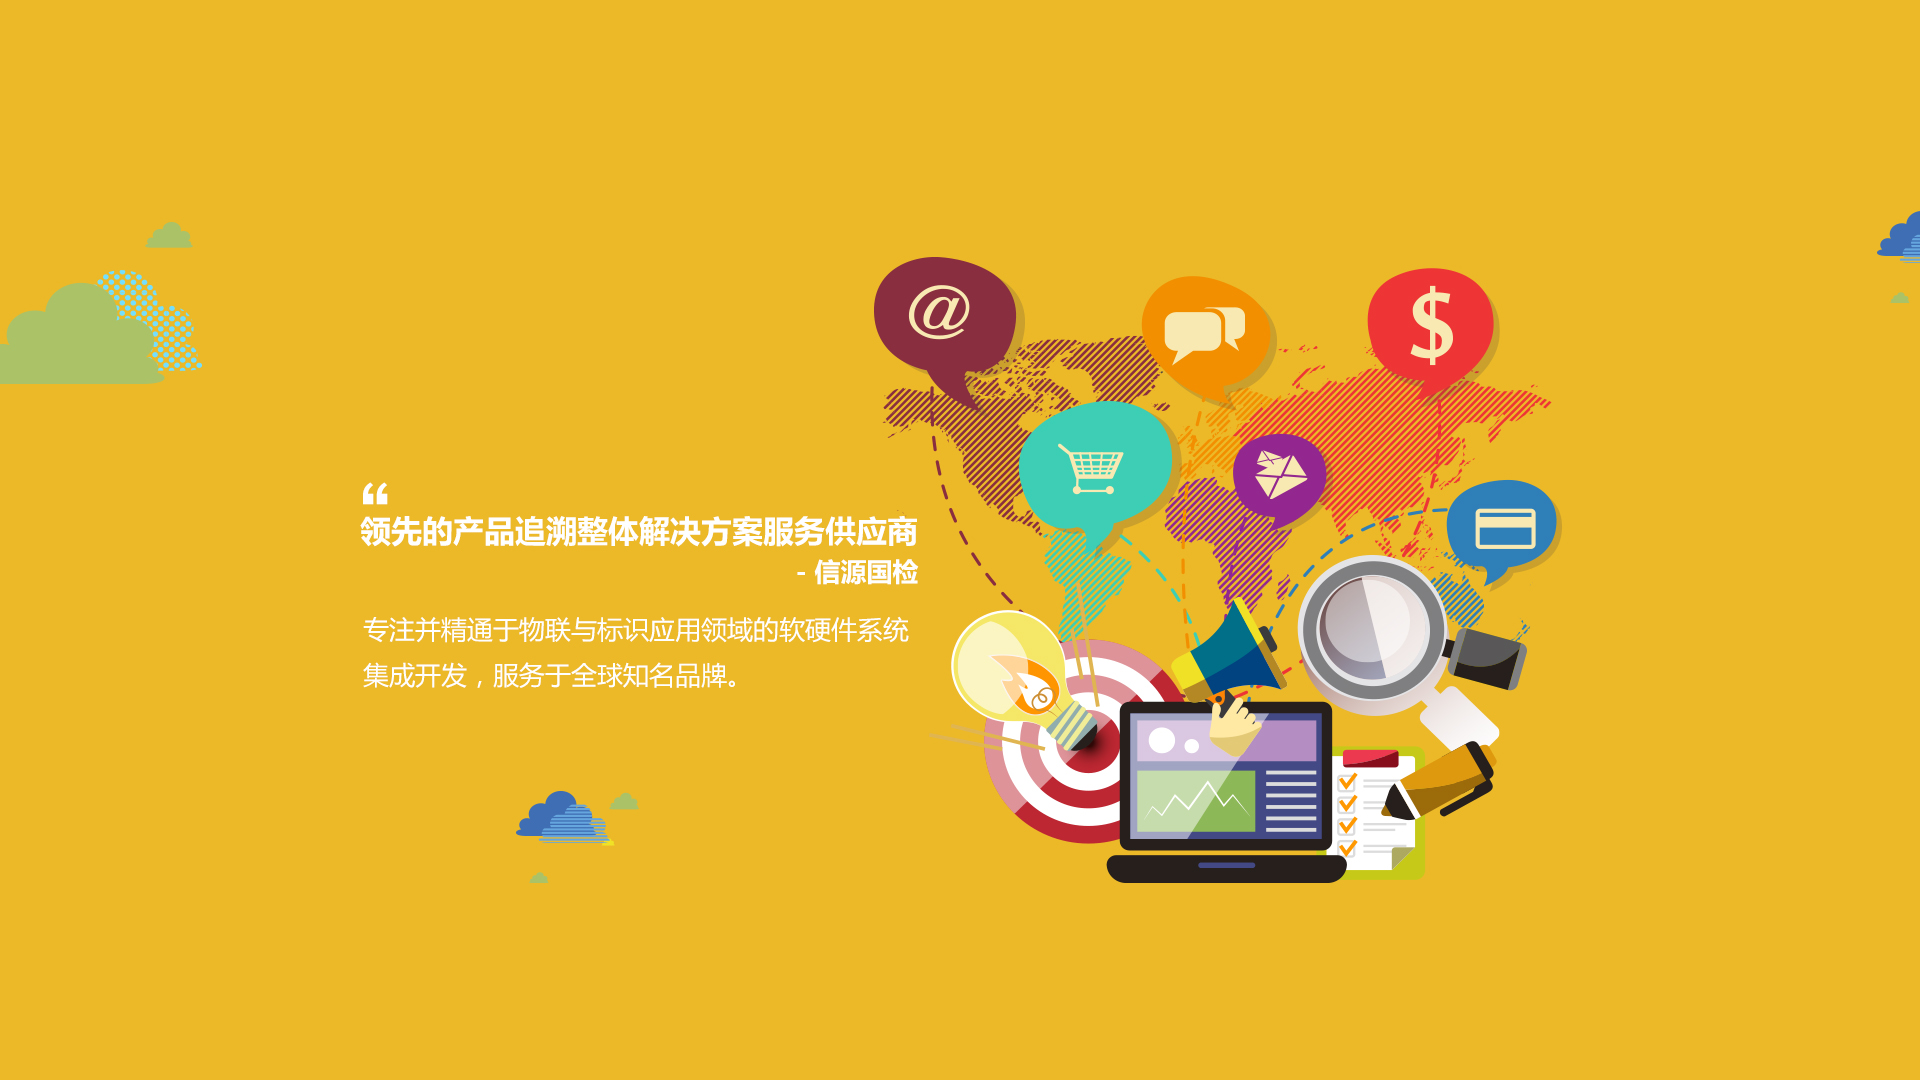 “
领先的产品追溯整体解决方案服务供应商
- 信源国检
专注并精通于物联与标识应用领域的软硬件系统
集成开发，服务于全球知名品牌。
@
$